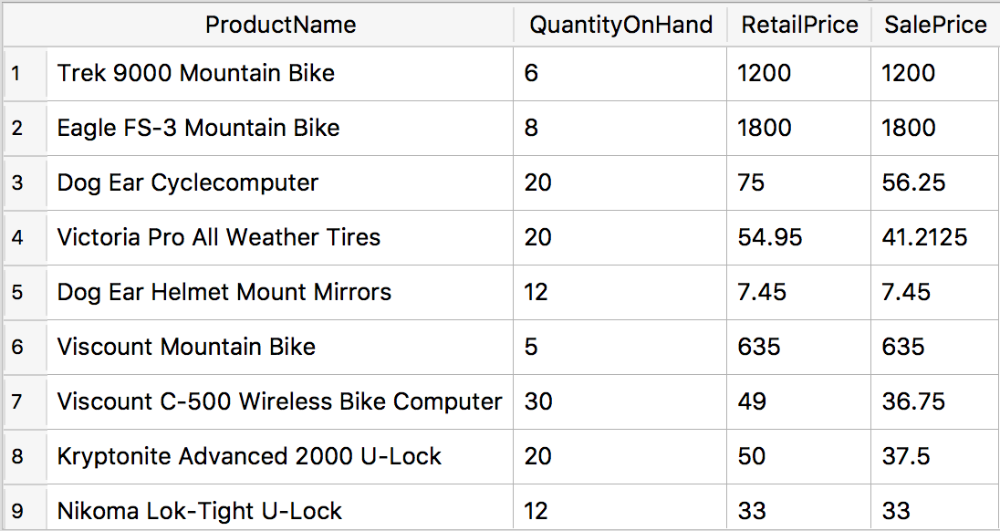 ProductName QuantityOnHand RetailPrice SalePrice
1 Trek 9000 Mountain Bike 6 1200 1200
2 Eagle FS-3 Mountain Bike 8 1800 1800
3 Dog Ear Cyclecomputer 20 75 56.25
4 Victoria Pro All Weather Tires 20 54.95 41.2125
5 Dog Ear Helmet Mount Mirrors 12 7.45 7.45
6 Viscount Mountain Bike 5 635 635
7 Viscount C-500 Wireless Bike Computer 30 49 36.75
8 Kryptonite Advanced 2000 U-Lock 20 50 37.5
9 Nikoma Lok-Tight U-Lock 12 33 33